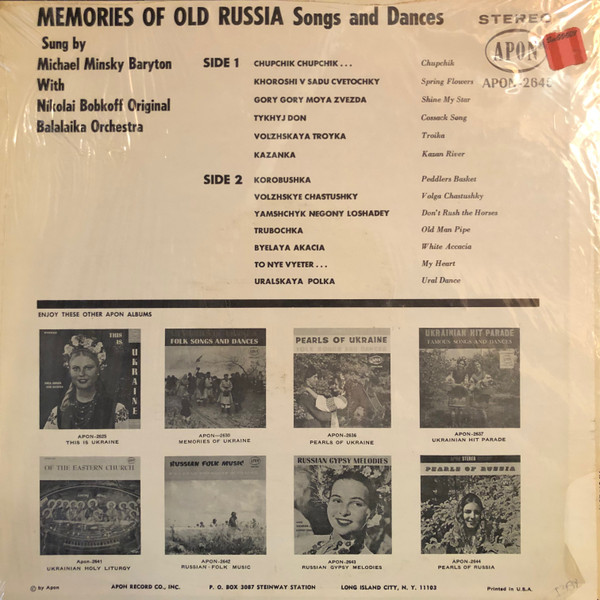 MEMORIES OF OLD RUSSIA Songs and Dances
STEREO
Sung by
Michael Minsky Baryton
With
Nikolai Bobkoff Original
Balalaika Orchestra
APON
SIDE 1
CHUPCHIK CHUPCHIK . . . Chupchik
KHOROSHI V SADU CVETOCHKY Spring Flowers
GORY GORY MOYA ZVEZDA Shine My Star
TYKHYJ DON Cossack Song
VOLZHSKAYA TROYKA Troika
KAZANKA Kazan River
SIDE 2
KOROBUSHKA Peddlers Basket
VOLZHSKYE CHASTUSHKY Volga Chastushky
YAMSHCHYK NEGONY LOSHADEY Don't Rush the Horses
TRUBOCHKA Old Man Pipe
BYELAYA AKACIA White Accacia
TO NYE VYETER . . . My Heart
URALSKAYA POLKA Ural Dance
ENJOY THESE OTHER APON ALBUMS
THIS IS UKRAINE
FOLK SONGS AND DANCES
PEARLS OF UKRAINE
UKRAINIAN HIT PARADE
FAMOUS SONGS AND DANCES
APON-2625
THIS IS UKRAINE
MEMORIES OF UKRAINE
APON-2636
PEARLS OF UKRAINE
APON-2637
UKRAINIAN HIT PARADE
OF THE EASTERN CHURCH
RUSSIAN FOLK MUSIC
RUSSIAN GYPSY MELODIES
STEREO
PEARLS OF RUSSIA
Apon-2641
UKRAINIAN HOLY LITURGY
APON-2642
RUSSIAN - FOLK MUSIC
APON-2643
RUSSIAN GYPSY MELODIES
APON-2644
PEARLS OF RUSSIA
© by Apon
APON RECORD CO., INC. P. O. BOX 3087 STEINWAY STATION LONG ISLAND CITY, N. Y. 11103
Printed in U.S.A.